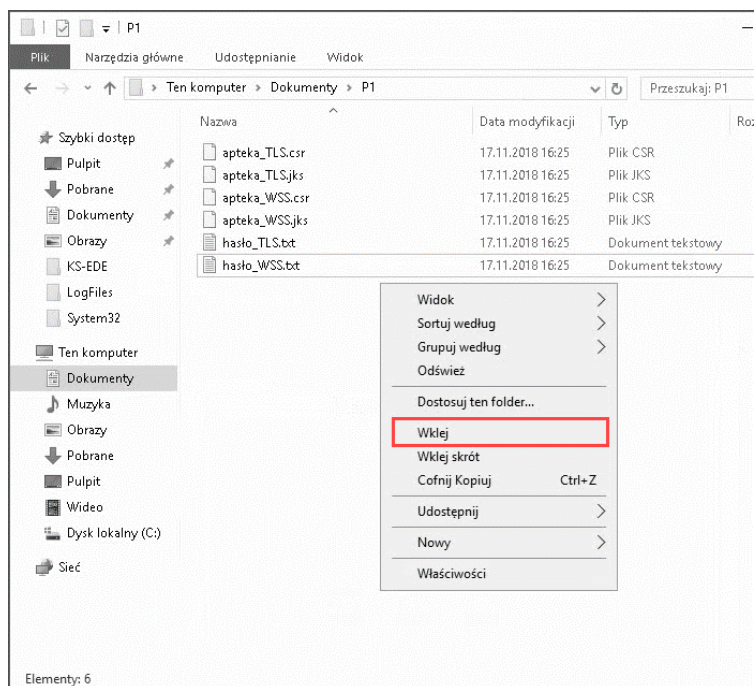 P1
Plik Narzędzia główne Udostępnianie Widok
Ten komputer > Dokumenty > P1 Przeszukaj: P1
Nazwa Data modyfikacji Typ Roz
Szybki dostęp
Pulpit
Pobrane
Dokumenty
Obrazy
KS-EDE
LogFiles
System32
Ten komputer
Dokumenty
Muzyka
Obrazy
Pobrane
Pulpit
Wideo
Dysk lokalny (C:)
Sieć
apteka_TLS.csr 17.11.2018 16:25 Plik CSR
apteka_TLS.jks 17.11.2018 16:25 Plik JKS
apteka_WSS.csr 17.11.2018 16:25 Plik CSR
apteka_WSS.jks 17.11.2018 16:25 Plik JKS
hasło_TLS.txt 17.11.2018 16:25 Dokument tekstowy
hasło_WSS.txt 17.11.2018 16:25 Dokument tekstowy
Widok
Sortuj według
Grupuj według
Odśwież
Dostosuj ten folder...
Wklej
Wklej skrót
Cofnij Kopiuj Ctrl+Z
Udostępnij
Nowy
Właściwości
Elementy: 6